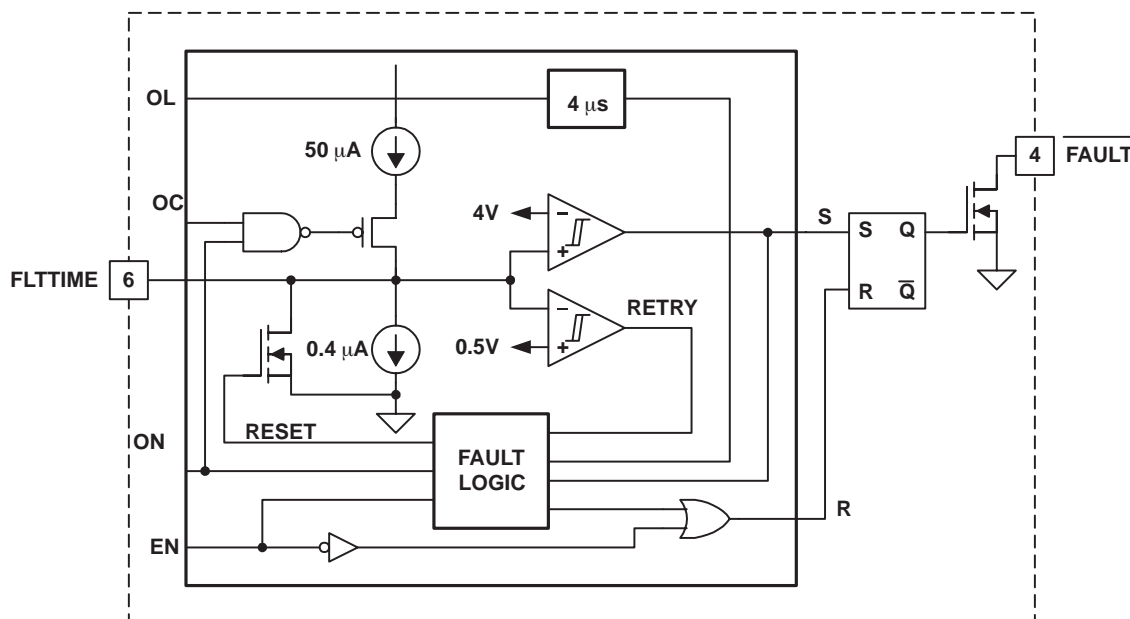 OL
4 μs
50 μA
4
FAULT
OC
4V
−
+
S
S Q
FLTTIME
6
R Q
−
RETRY
0.4 μA
0.5V
+
RESET
ON
FAULT
LOGIC
R
EN